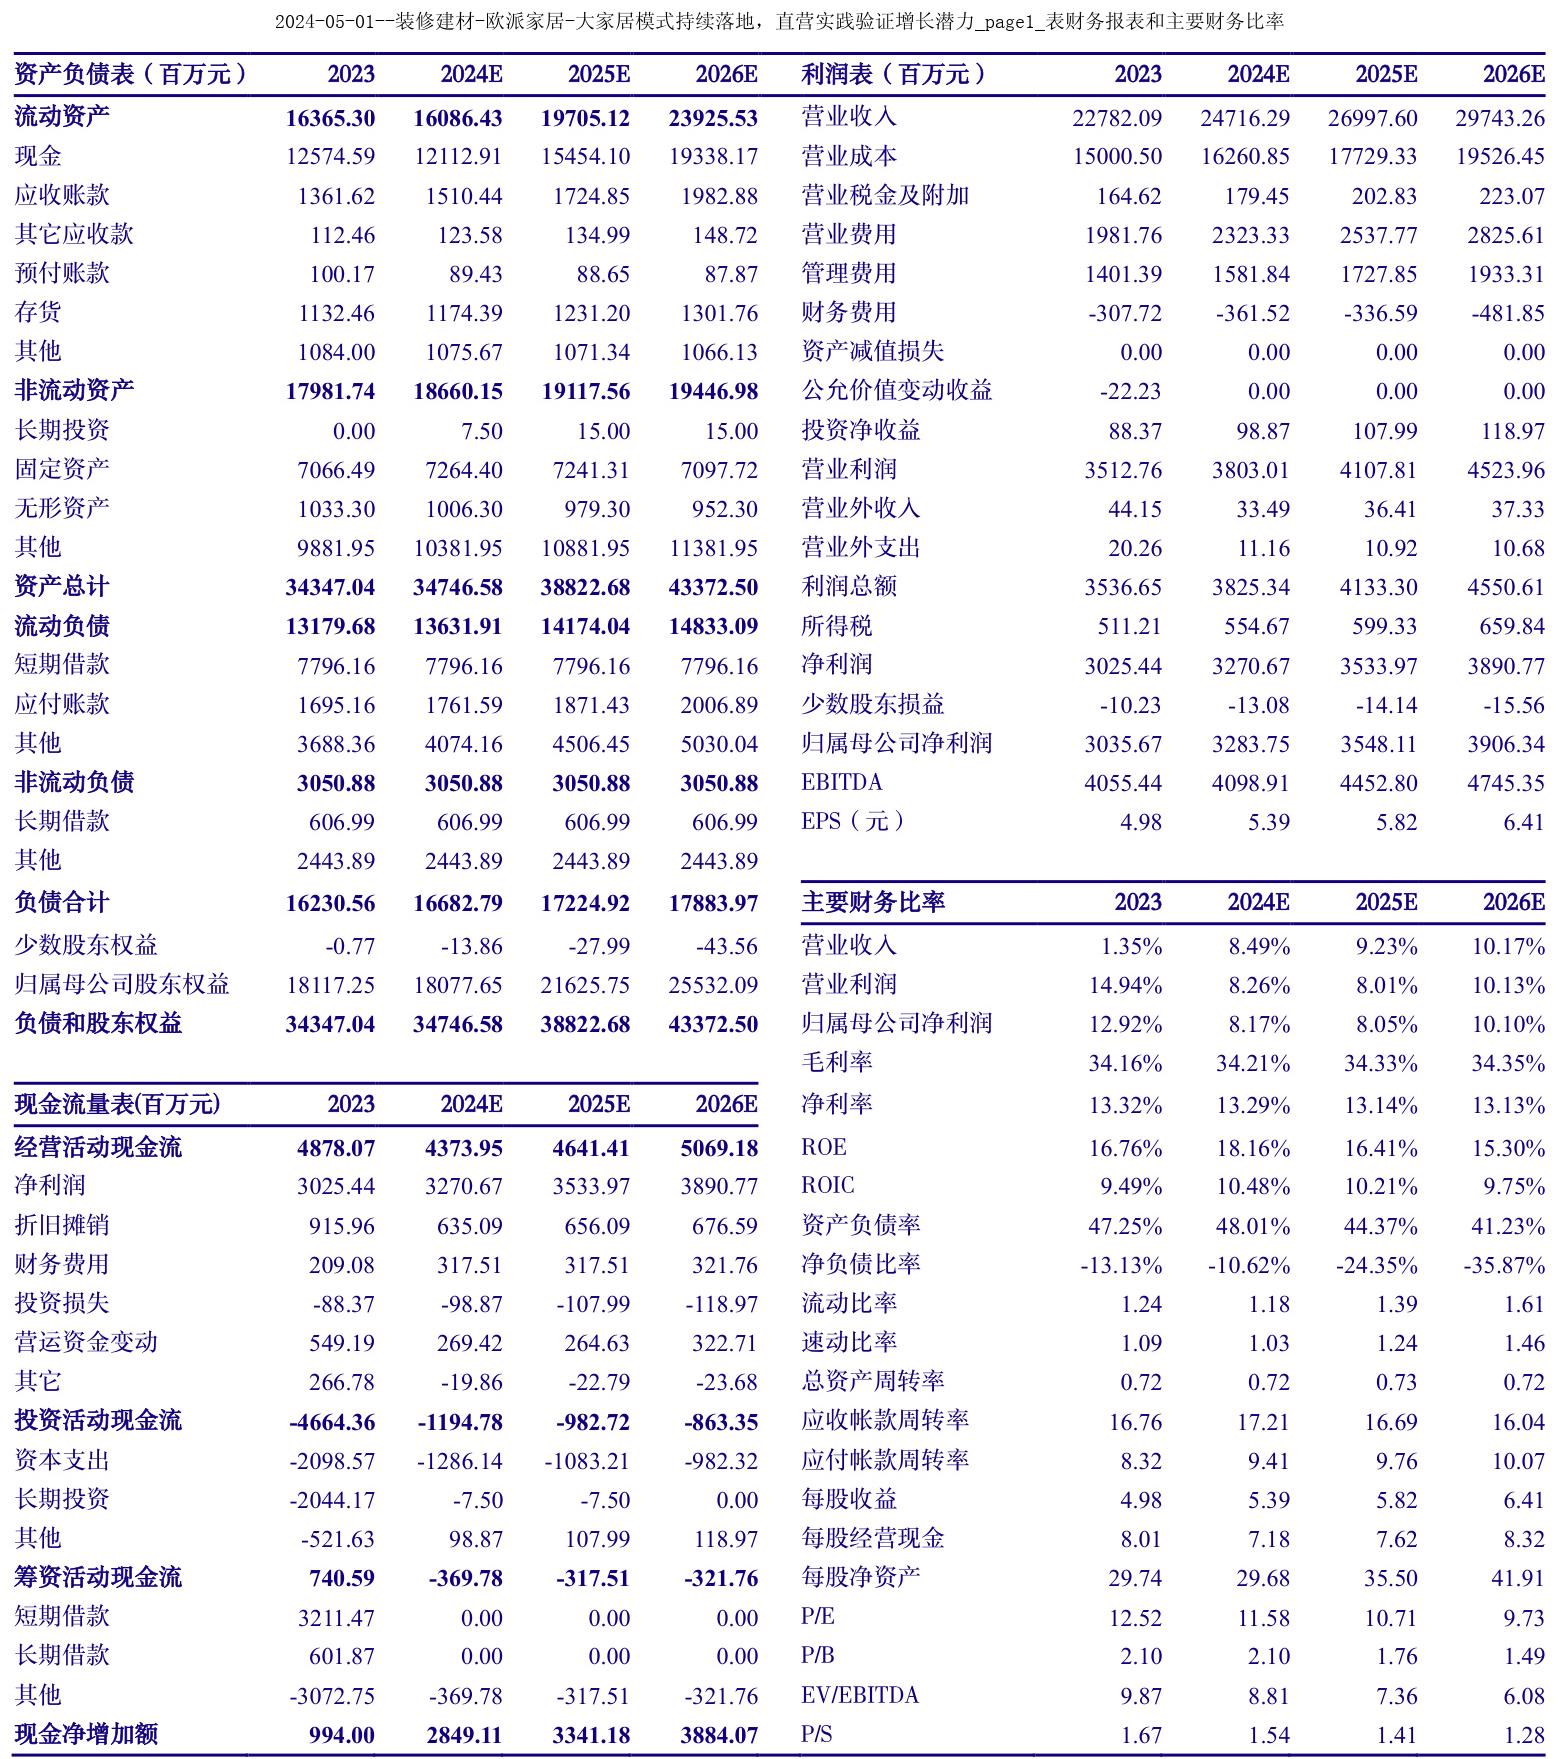 2024-05-01--装修建材-欧派家居-大家居模式持续落地，直营实践验证增长潜力_page1_表财务报表和主要财务比率
资产负债表（百万元） 2023 2024E 2025E 2026E
流动资产 16365.30 16086.43 19705.12 23925.53
现金 12574.59 12112.91 15454.10 19338.17
应收账款 1361.62 1510.44 1724.85 1982.88
其它应收款 112.46 123.58 134.99 148.72
预付账款 100.17 89.43 88.65 87.87
存货 1132.46 1174.39 1231.20 1301.76
其他 1084.00 1075.67 1071.34 1066.13
非流动资产 17981.74 18660.15 19117.56 19446.98
长期投资 0.00 7.50 15.00 15.00
固定资产 7066.49 7264.40 7241.31 7097.72
无形资产 1033.30 1006.30 979.30 952.30
其他 9881.95 10381.95 10881.95 11381.95
资产总计 34347.04 34746.58 38822.68 43372.50
流动负债 13179.68 13631.91 14174.04 14833.09
短期借款 7796.16 7796.16 7796.16 7796.16
应付账款 1695.16 1761.59 1871.43 2006.89
其他 3688.36 4074.16 4506.45 5030.04
非流动负债 3050.88 3050.88 3050.88 3050.88
长期借款 606.99 606.99 606.99 606.99
其他 2443.89 2443.89 2443.89 2443.89
负债合计 16230.56 16682.79 17224.92 17883.97
少数股东权益 -0.77 -13.86 -27.99 -43.56
归属母公司股东权益 18117.25 18077.65 21625.75 25532.09
负债和股东权益 34347.04 34746.58 38822.68 43372.50
现金流量表(百万元) 2023 2024E 2025E 2026E
经营活动现金流 4878.07 4373.95 4641.41 5069.18
净利润 3025.44 3270.67 3533.97 3890.77
折旧摊销 915.96 635.09 656.09 676.59
财务费用 209.08 317.51 317.51 321.76
投资损失 -88.37 -98.87 -107.99 -118.97
营运资金变动 549.19 269.42 264.63 322.71
其它 266.78 -19.86 -22.79 -23.68
投资活动现金流 -4664.36 -1194.78 -982.72 -863.35
资本支出 -2098.57 -1286.14 -1083.21 -982.32
长期投资 -2044.17 -7.50 -7.50 0.00
其他 -521.63 98.87 107.99 118.97
筹资活动现金流 740.59 -369.78 -317.51 -321.76
短期借款 3211.47 0.00 0.00 0.00
长期借款 601.87 0.00 0.00 0.00
其他 -3072.75 -369.78 -317.51 -321.76
现金净增加额 994.00 2849.11 3341.18 3884.07
利润表（百万元） 2023 2024E 2025E 2026E
营业收入 22782.09 24716.29 26997.60 29743.26
营业成本 15000.50 16260.85 17729.33 19526.45
营业税金及附加 164.62 179.45 202.83 223.07
营业费用 1981.76 2323.33 2537.77 2825.61
管理费用 1401.39 1581.84 1727.85 1933.31
财务费用 -307.72 -361.52 -336.59 -481.85
资产减值损失 0.00 0.00 0.00 0.00
公允价值变动收益 -22.23 0.00 0.00 0.00
投资净收益 88.37 98.87 107.99 118.97
营业利润 3512.76 3803.01 4107.81 4523.96
营业外收入 44.15 33.49 36.41 37.33
营业外支出 20.26 11.16 10.92 10.68
利润总额 3536.65 3825.34 4133.30 4550.61
所得税 511.21 554.67 599.33 659.84
净利润 3025.44 3270.67 3533.97 3890.77
少数股东损益 -10.23 -13.08 -14.14 -15.56
归属母公司净利润 3035.67 3283.75 3548.11 3906.34
EBITDA 4055.44 4098.91 4452.80 4745.35
EPS（元） 4.98 5.39 5.82 6.41
主要财务比率 2023 2024E 2025E 2026E
营业收入 1.35% 8.49% 9.23% 10.17%
营业利润 14.94% 8.26% 8.01% 10.13%
归属母公司净利润 12.92% 8.17% 8.05% 10.10%
毛利率 34.16% 34.21% 34.33% 34.35%
净利率 13.32% 13.29% 13.14% 13.13%
ROE 16.76% 18.16% 16.41% 15.30%
ROIC 9.49% 10.48% 10.21% 9.75%
资产负债率 47.25% 48.01% 44.37% 41.23%
净负债比率 -13.13% -10.62% -24.35% -35.87%
流动比率 1.24 1.18 1.39 1.61
速动比率 1.09 1.03 1.24 1.46
总资产周转率 0.72 0.72 0.73 0.72
应收帐款周转率 16.76 17.21 16.69 16.04
应付帐款周转率 8.32 9.41 9.76 10.07
每股收益 4.98 5.39 5.82 6.41
每股经营现金 8.01 7.18 7.62 8.32
每股净资产 29.74 29.68 35.50 41.91
P/E 12.52 11.58 10.71 9.73
P/B 2.10 2.10 1.76 1.49
EV/EBITDA 9.87 8.81 7.36 6.08
P/S 1.67 1.54 1.41 1.28